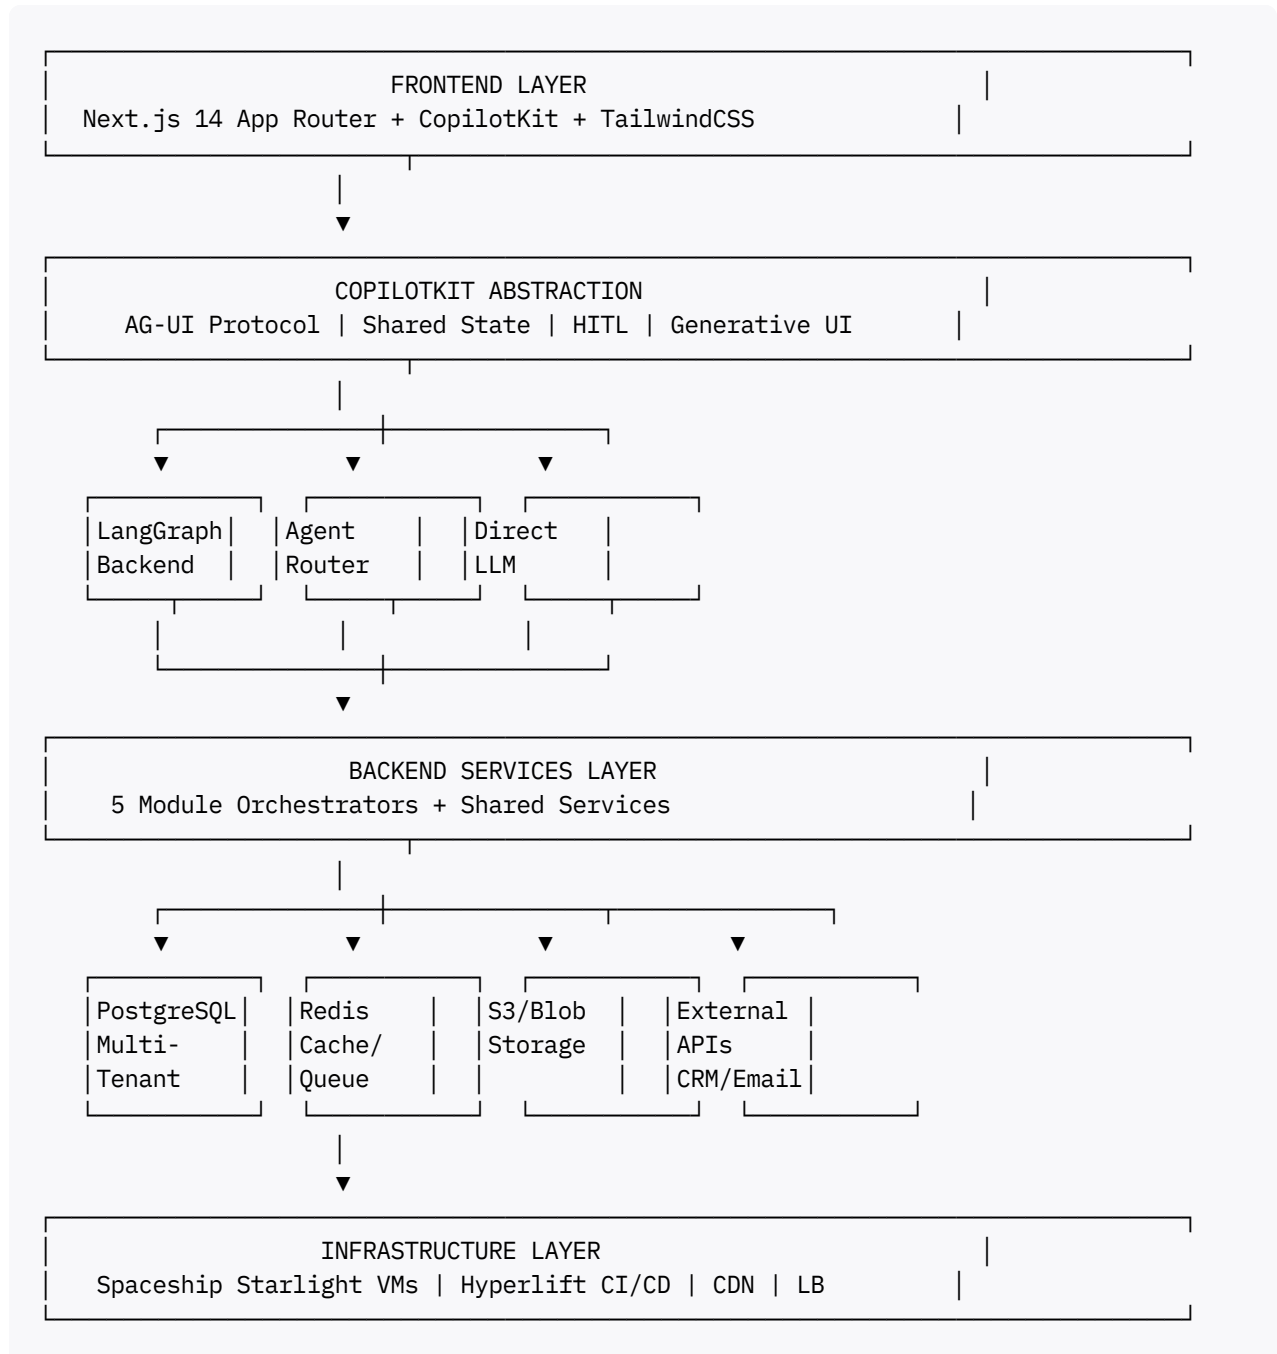 FRONTEND LAYER
Next.js 14 App Router + CopilotKit + TailwindCSS
COPILOTKIT ABSTRACTION
AG-UI Protocol | Shared State | HITL | Generative UI
LangGraph Agent Direct
Backend Router LLM
BACKEND SERVICES LAYER
5 Module Orchestrators + Shared Services
PostgreSQL Redis S3/Blob External
Multi- Cache/ Storage APIs
Tenant Queue CRM/Email
INFRASTRUCTURE LAYER
Spaceship Starlight VMs | Hyperlift CI/CD | CDN | LB